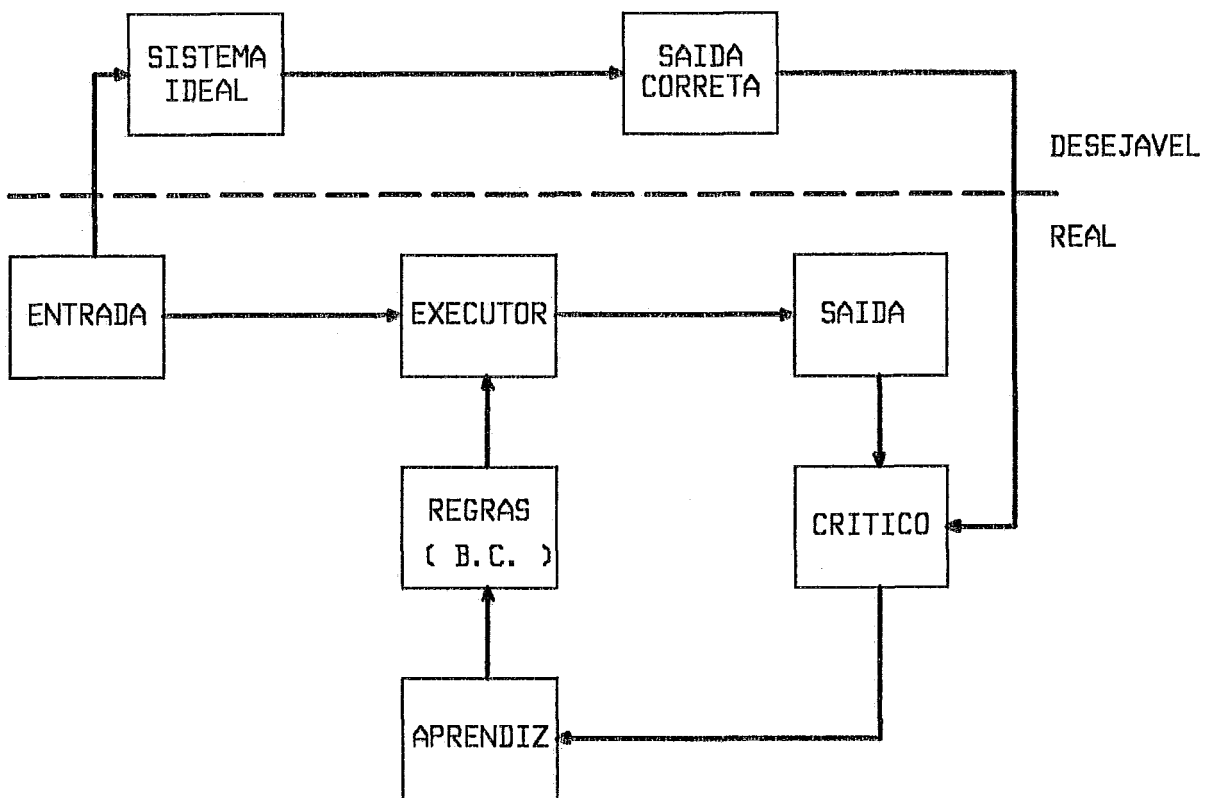 SISTEMA
IDEAL
SAIDA
CORRETA
DESEJAVEL
REAL
ENTRADA
EXECUTOR
SAIDA
REGRAS
( B.C. )
CRITICO
APRENDIZ